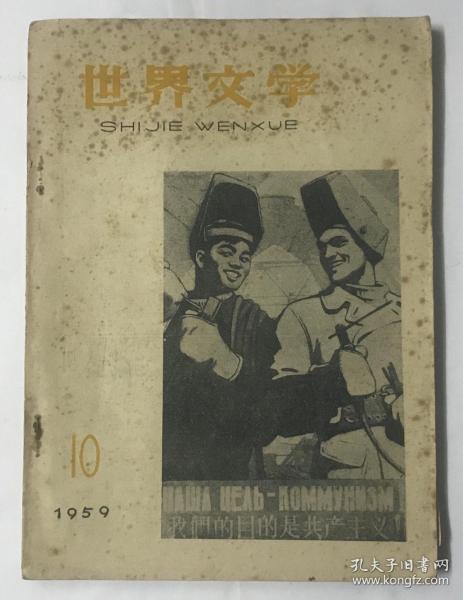 世界文学
SHIJIE WENXUE
НАША ЦЕЛЬ - КОММУНИЗМ
我們的目的是共产主义!
10
1959
孔夫子旧书网
www.kongfz.com